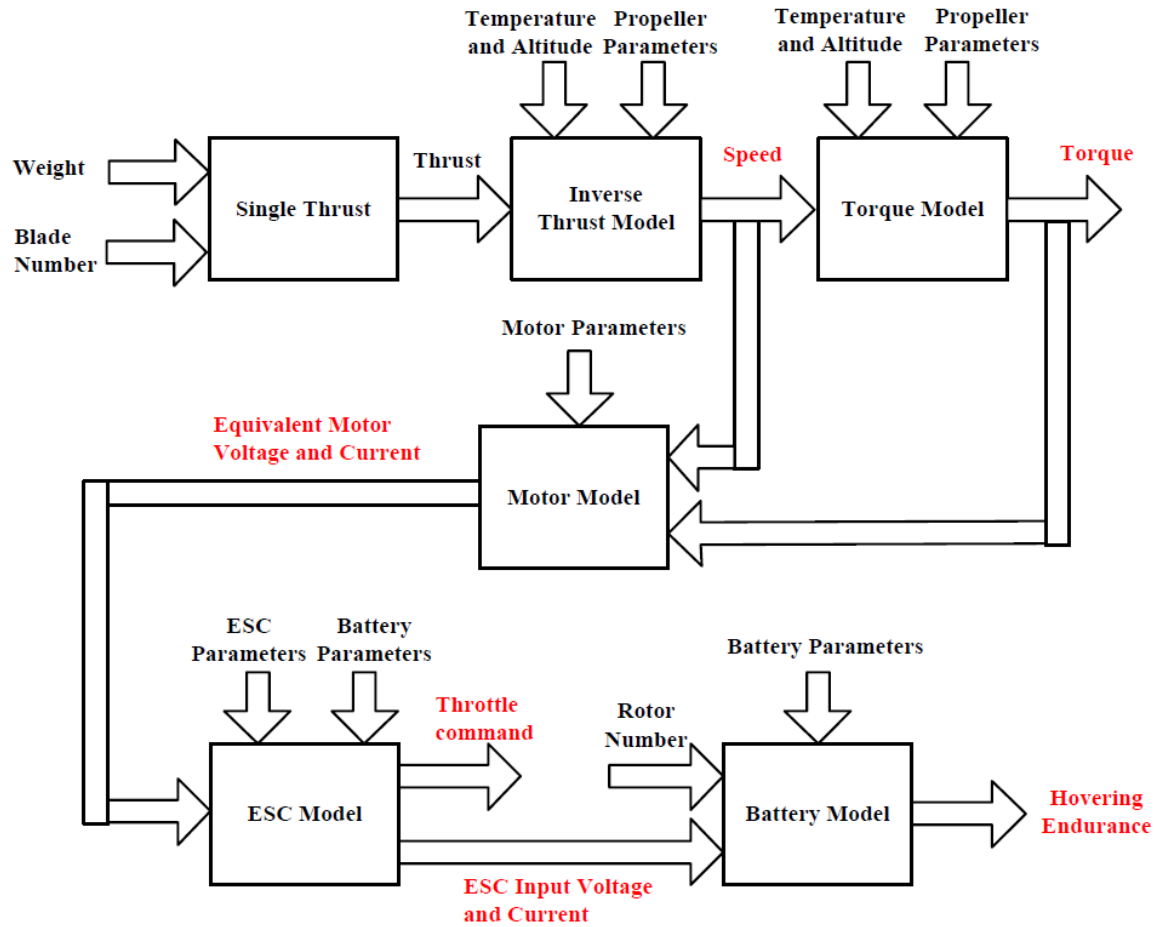 Temperature
and Altitude
Propeller
Parameters
Temperature
and Altitude
Propeller
Parameters
Weight
Blade
Number
Single Thrust
Thrust
Inverse
Thrust Model
Speed
Torque Model
Torque
Motor Parameters
Equivalent Motor
Voltage and Current
Motor Model
ESC
Parameters
Battery
Parameters
Throttle
command
Rotor
Number
Battery Parameters
ESC Model
Battery Model
Hovering
Endurance
ESC Input Voltage
and Current